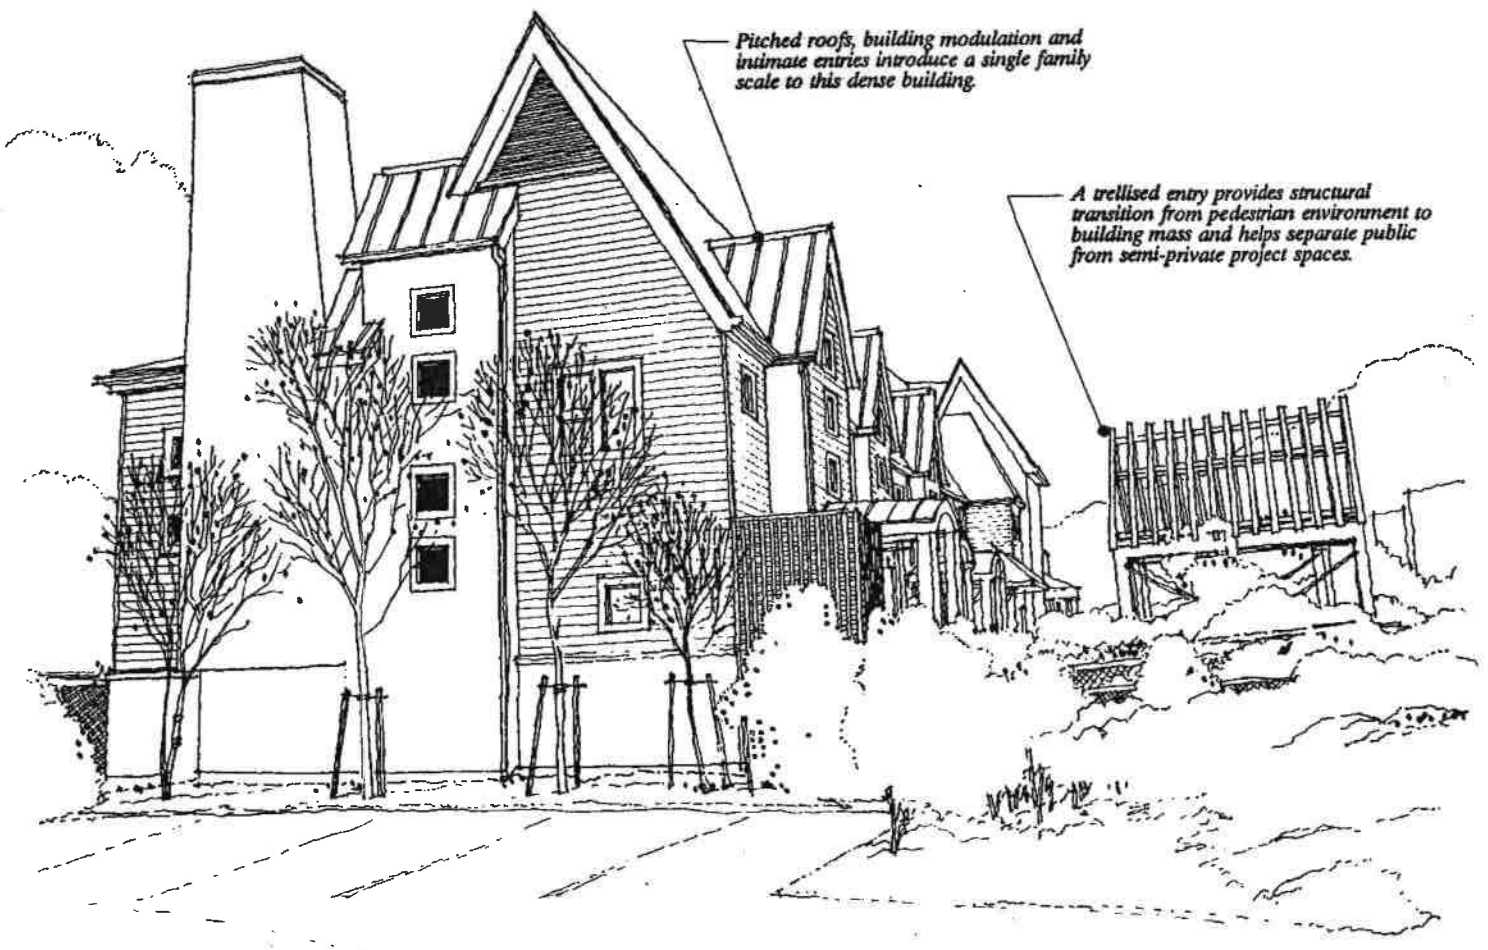 Pitched roofs, building modulation and
intimate entries introduce a single family
scale to this dense building.
A trellised entry provides structural
transition from pedestrian environment to
building mass and helps separate public
from semi-private project spaces.